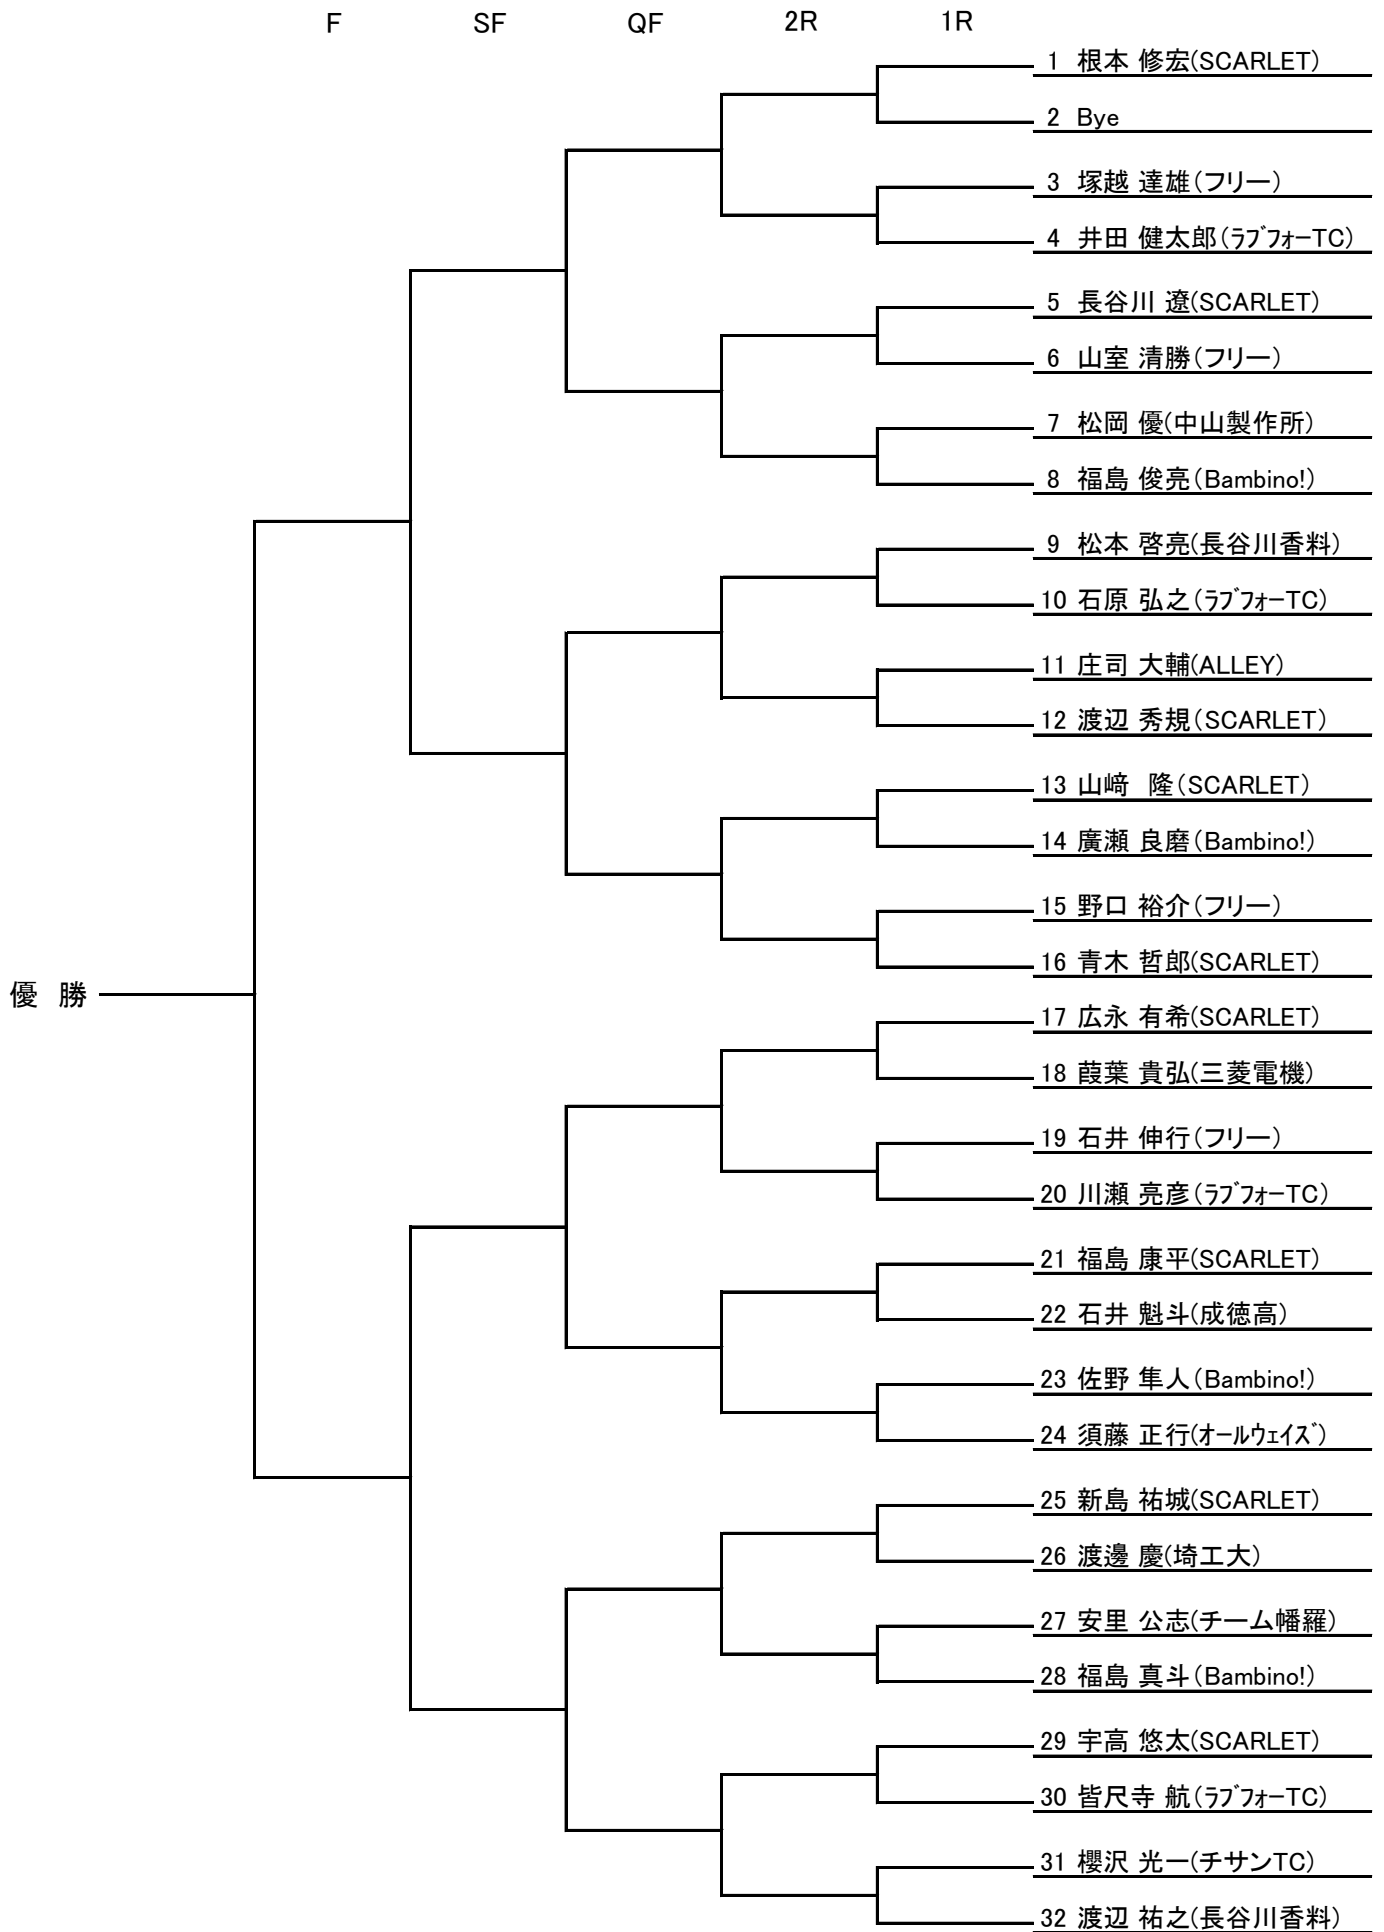 F SF QF 2R 1R
1 根本 修宏(SCARLET)
2 Bye
3 塚越 達雄(フリー)
4 井田 健太郎(ﾗﾌﾞﾌｫｰTC)
5 長谷川 遼(SCARLET)
6 山室 清勝(フリー)
7 松岡 優(中山製作所)
8 福島 俊亮(Bambino!)
9 松本 啓亮(長谷川香料)
10 石原 弘之(ﾗﾌﾞﾌｫｰTC)
11 庄司 大輔(ALLEY)
12 渡辺 秀規(SCARLET)
13 山﨑　隆(SCARLET)
14 廣瀬 良磨(Bambino!)
15 野口 裕介(フリー)
16 青木 哲郎(SCARLET)
優 勝
17 広永 有希(SCARLET)
18 葭葉 貴弘(三菱電機)
19 石井 伸行(フリー)
20 川瀬 亮彦(ﾗﾌﾞﾌｫｰTC)
21 福島 康平(SCARLET)
22 石井 魁斗(成徳高)
23 佐野 隼人(Bambino!)
24 須藤 正行(ｵｰﾙｳｪｲｽﾞ)
25 新島 祐城(SCARLET)
26 渡邊 慶(埼工大)
27 安里 公志(チーム幡羅)
28 福島 真斗(Bambino!)
29 宇高 悠太(SCARLET)
30 皆尺寺 航(ﾗﾌﾞﾌｫｰTC)
31 櫻沢 光一(チサンTC)
32 渡辺 祐之(長谷川香料)